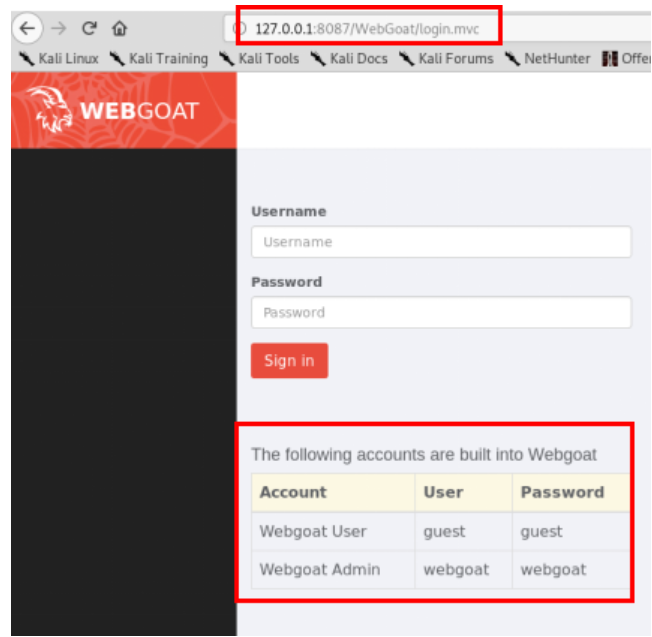 127.0.0.1:8087/WebGoat/login.mvc
Kali Linux Kali Training Kali Tools Kali Docs Kali Forums NetHunter Offe
WEBGOAT
Username
Username
Password
Password
Sign in
The following accounts are built into Webgoat
Account User Password
Webgoat User guest guest
Webgoat Admin webgoat webgoat